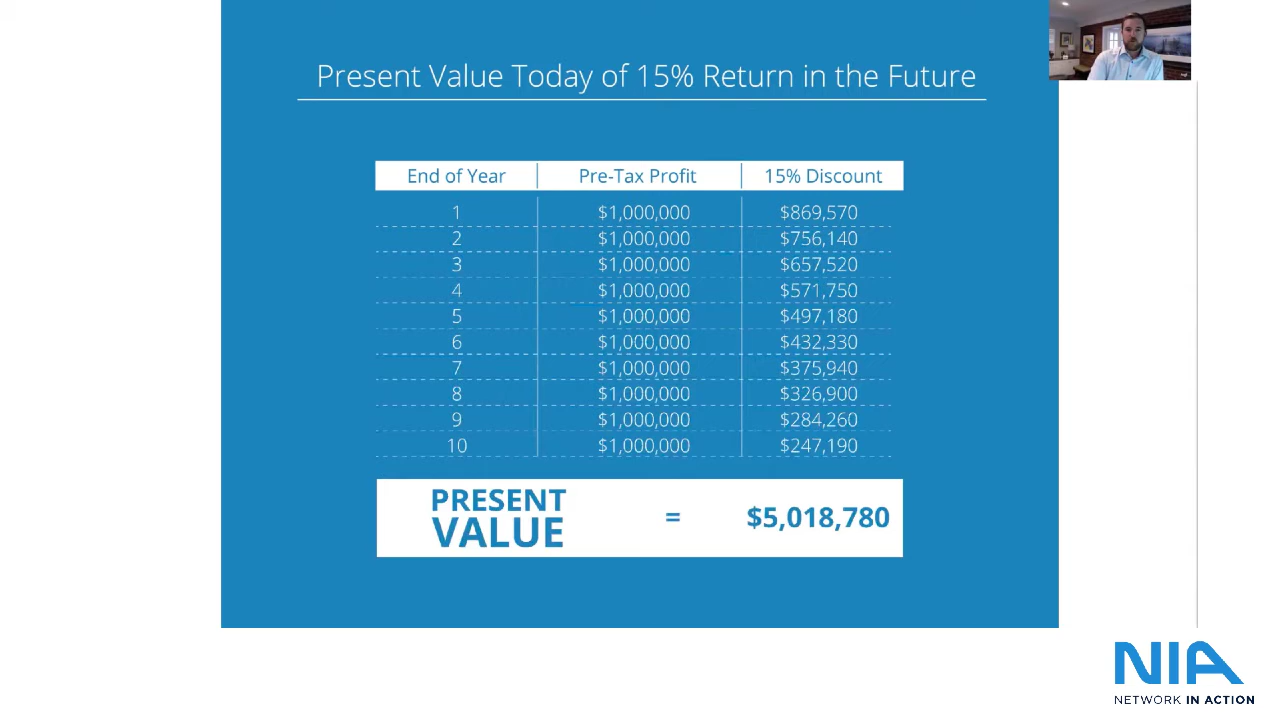 Present Value Today of 15% Return in the Future
End of Year Pre-Tax Profit 15% Discount
1 $1,000,000 $869,570
2 $1,000,000 $756,140
3 $1,000,000 $657,520
4 $1,000,000 $571,750
5 $1,000,000 $497,180
6 $1,000,000 $432,330
7 $1,000,000 $375,940
8 $1,000,000 $326,900
9 $1,000,000 $284,260
10 $1,000,000 $247,190
PRESENT
VALUE = $5,018,780
NIA
NETWORK IN ACTION